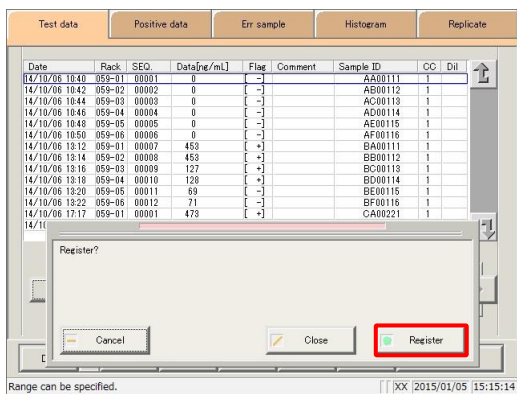 Test data Positive data Err sample Histogram Replicate
Date Rack SEQ. Data[ng/mL] Flag Comment Sample ID CC Dil
14/10/06 10:40 059-01 00001 0 [ -] AA00111 1
14/10/06 10:42 059-02 00002 0 [ -] AB00112 1
14/10/06 10:44 059-03 00003 0 [ -] AC00113 1
14/10/06 10:46 059-04 00004 0 [ -] AD00114 1
14/10/06 10:48 059-05 00005 0 [ -] AE00115 1
14/10/06 10:50 059-06 00006 0 [ -] AF00116 1
14/10/06 13:12 059-01 00007 453 [ +] BA00111 1
14/10/06 13:14 059-02 00008 453 [ +] BB00112 1
14/10/06 13:16 059-03 00009 127 [ +] BC00113 1
14/10/06 13:18 059-04 00010 128 [ +] BD00114 1
14/10/06 13:20 059-05 00011 69 [ -] BE00115 1
14/10/06 13:22 059-06 00012 71 [ -] BF00116 1
14/10/06 17:17 059-01 00001 473 [ +] CA00221 1
Register?
Cancel Close Register
Range can be specified. XX 2015/01/05 15:15:14